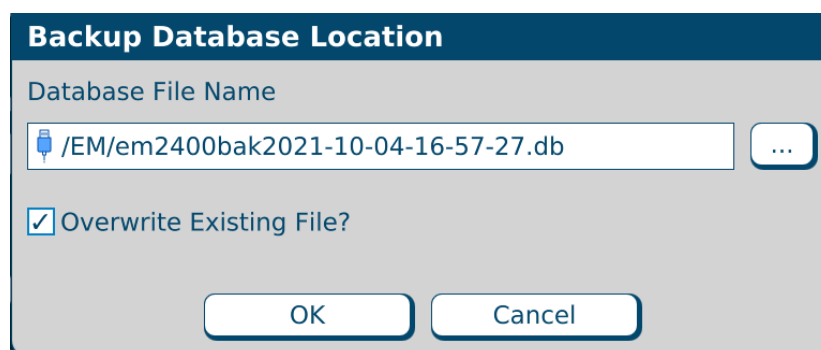 Backup Database Location
Database File Name
/EM/em2400bak2021-10-04-16-57-27.db
...
Overwrite Existing File?
OK Cancel